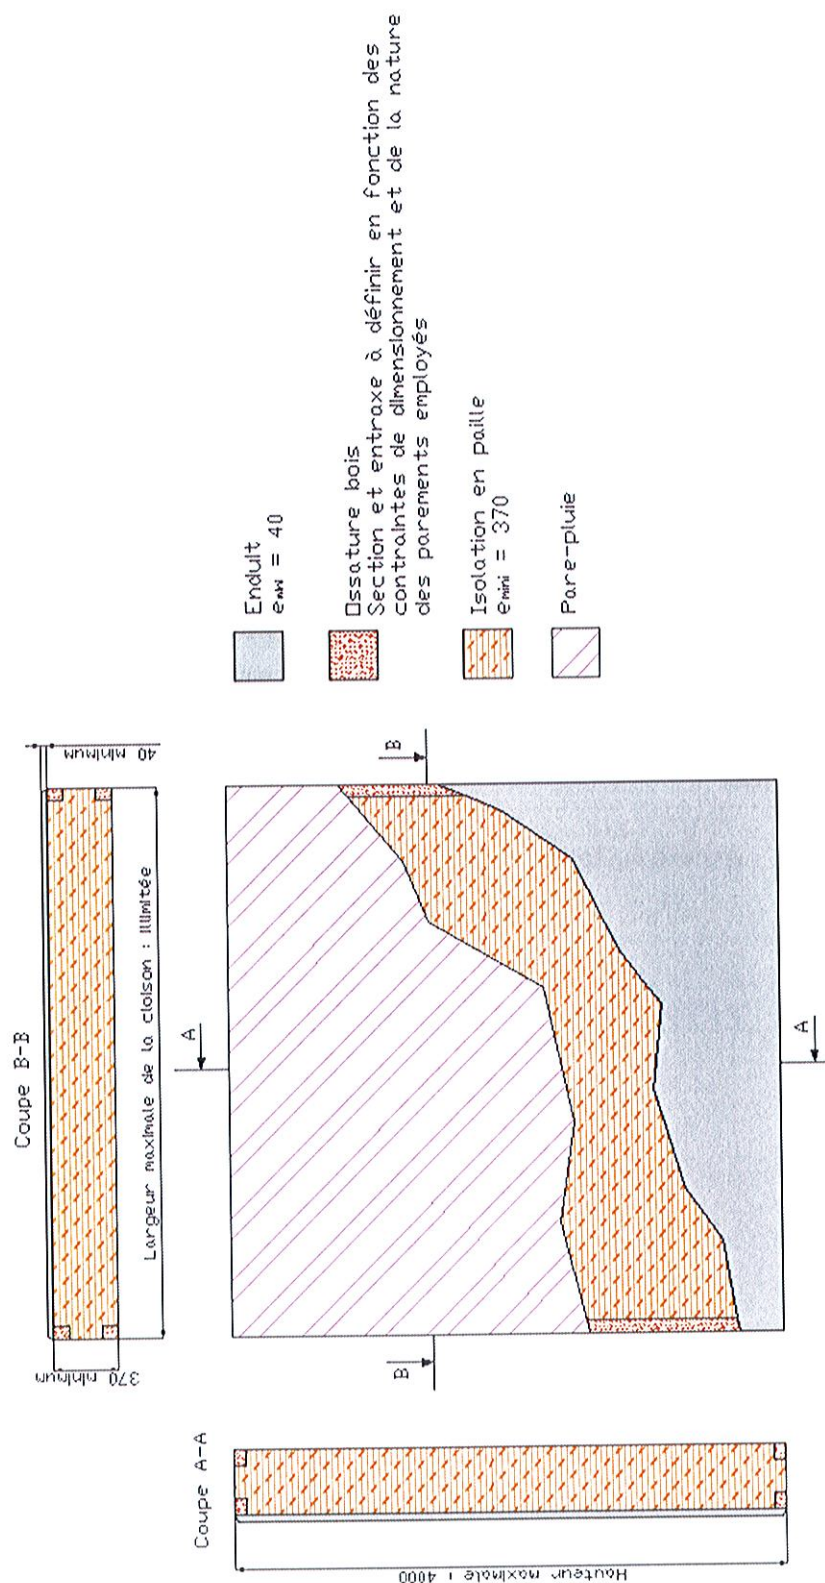 Coupe B-B
40 minimum
370 minimum
Largeur maximale de la cloison : illimitée
Coupe A-A
Hauteur maximale : 4000
A
A
B
B
Enduit
emini = 40
Ossature bois
Section et entraxe à définir en fonction des
contraintes de dimensionnement et de la nature
des parements employés
Isolation en paille
emini = 370
Pare-pluie